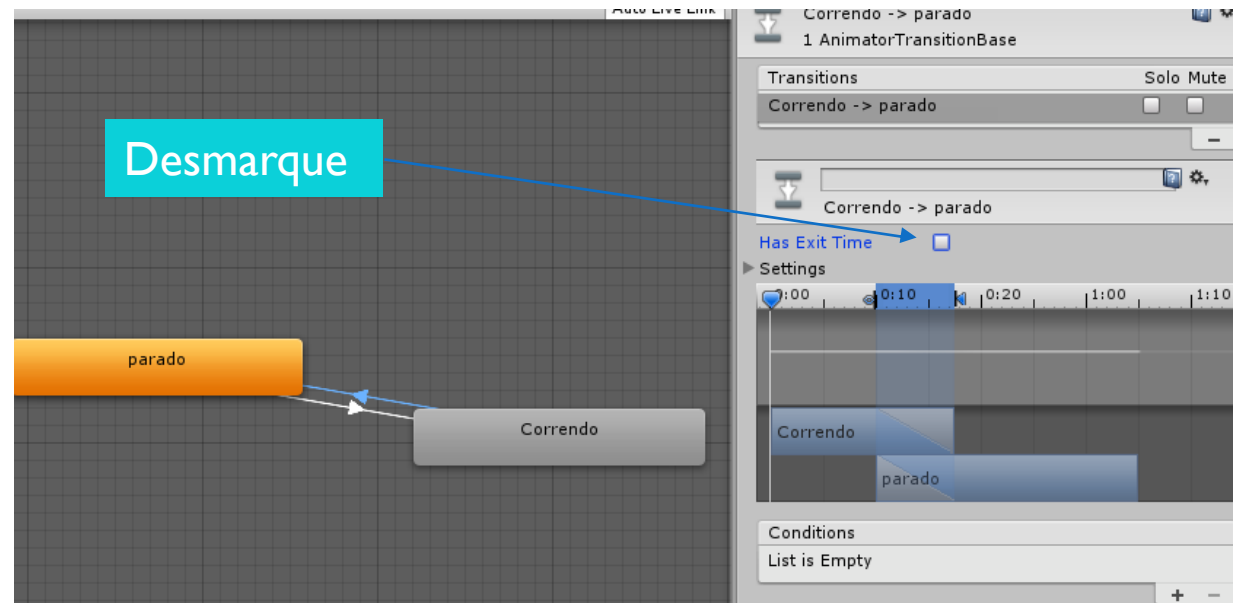 Auto Live Link
Correndo -> parado
1 AnimatorTransitionBase
Transitions Solo Mute
Correndo -> parado
Desmarque
Correndo -> parado
Has Exit Time
Settings
0:00 0:10 0:20 1:00 1:10
parado
Correndo
Correndo
parado
Conditions
List is Empty